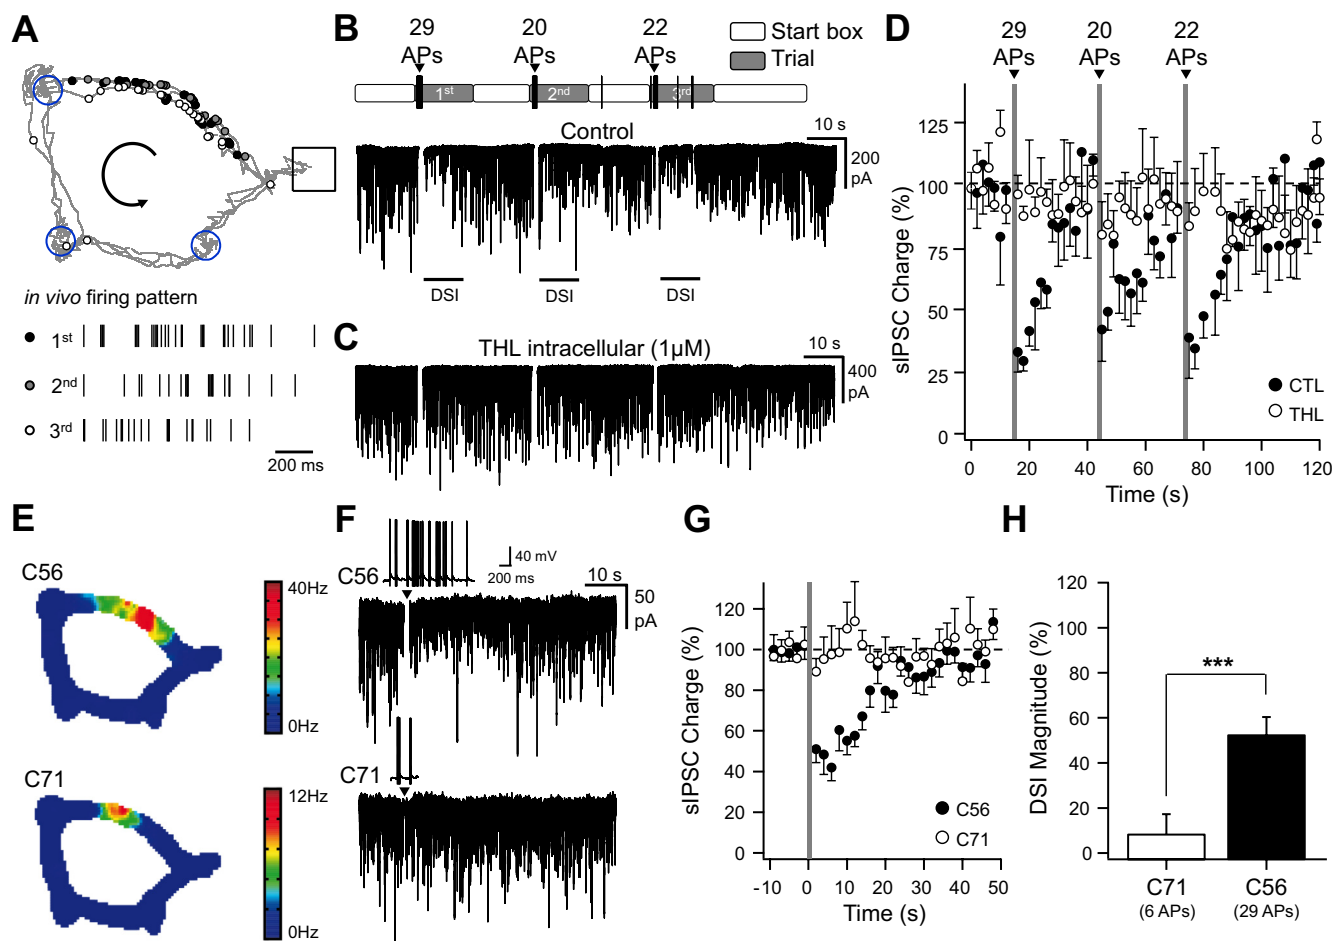 A
in vivo firing pattern
1st
2nd
3rd
200 ms
B
29 APs
20 APs
22 APs
Start box
Trial
1st
2nd
3rd
Control
10 s
200 pA
DSI
DSI
DSI
C
THL intracellular (1µM)
10 s
400 pA
D
29 APs
20 APs
22 APs
sIPSC Charge (%)
125
100
75
50
25
0
CTL
THL
0 20 40 60 80 100 120
Time (s)
E
C56
40Hz
0Hz
C71
12Hz
0Hz
F
C56
40 mV
200 ms
10 s
50 pA
C71
G
sIPSC Charge (%)
120
100
80
60
40
20
0
C56
C71
-10 0 10 20 30 40 50
Time (s)
H
DSI Magnitude (%)
120
100
80
60
40
20
0
***
C71
(6 APs)
C56
(29 APs)